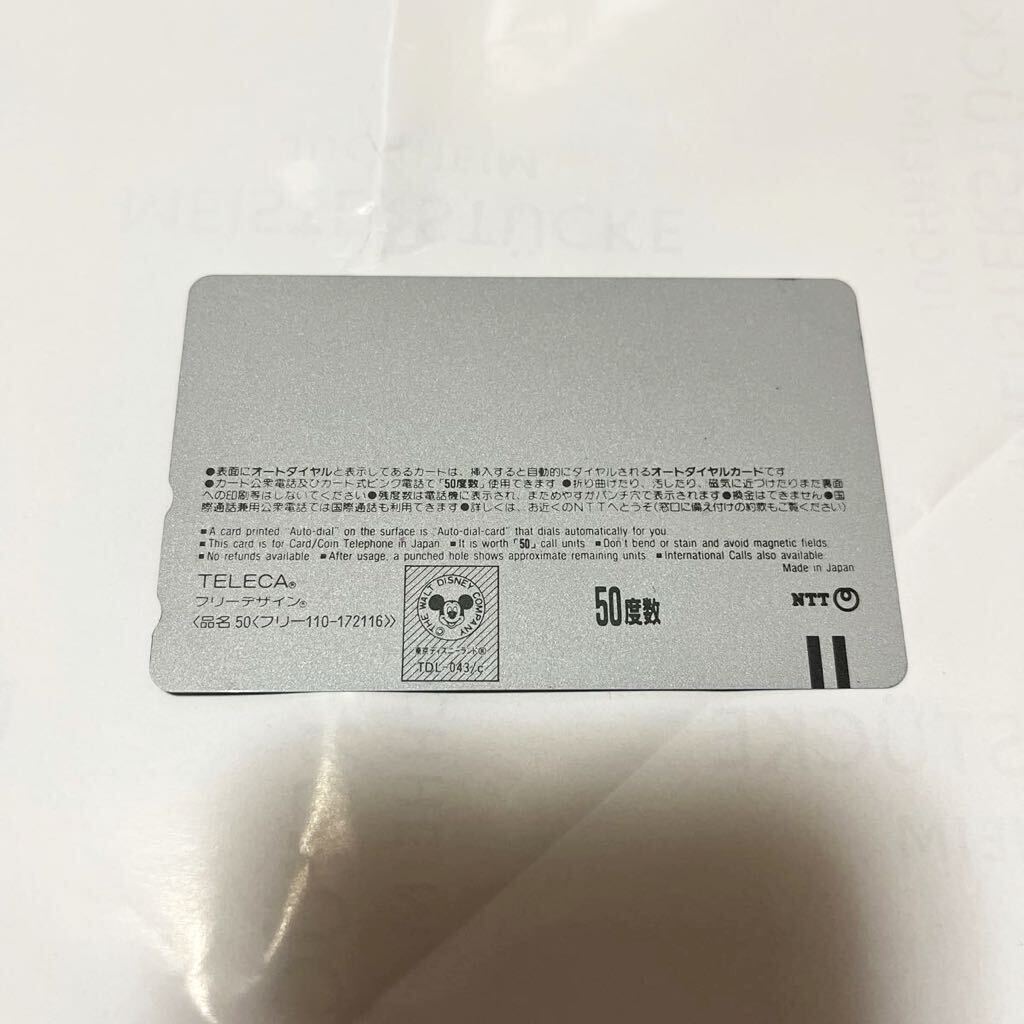 ●表面にオートダイヤルと表示してあるカートは、挿入すると自動的にダイヤルされるオートダイヤルカードです
●カード公衆電話及びカード式ピンク電話で「50度数」使用できます ●折り曲げたり、汚したり、磁気に近づけたりまた裏面
への印刷等はしないでください ●残度数は電話機に表示され、まためやすがパンチ穴で表示されます ●換金はできません ●国
際通話兼用公衆電話では国際通話も利用できます ●詳しくは、お近くのNTTへどうぞ(窓口に備え付けの約款もご覧ください)
■A card printed "Auto-dial" on the surface is "Auto-dial-card" that dials automatically for you.
■This card is for Card/Coin Telephone in Japan ■It is worth「50」call units ■Don't bend or stain and avoid magnetic fields.
■No refunds available ■After usage, a punched hole shows approximate remaining units ■International Calls also available
Made in Japan
TELECA®
フリーデザイン®
〈品名 50〈フリー110-172116〉〉
©THE WALT DISNEY COMPANY
東京ディズニーランド®
TDL-043/c
50度数
NTT
MEISTERSTÜCKE
JUCHHEIM